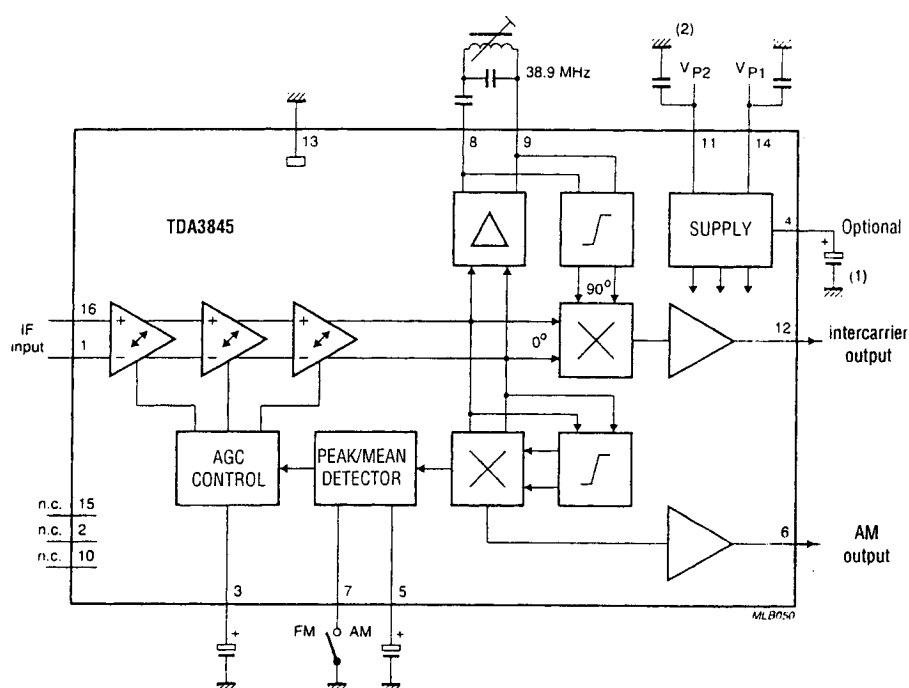 (2)
38.9 MHz
VP2
VP1
13
8
9
11
14
TDA3845
SUPPLY
4
Optional
+
(1)
90°
16
+
+
+
IF
input
0°
12
intercarrier
output
1
−
−
−
AGC
CONTROL
PEAK/MEAN
DETECTOR
n.c. 15
n.c. 2
n.c. 10
6
AM
output
3
7
5
MLB050
+
FM
AM
+